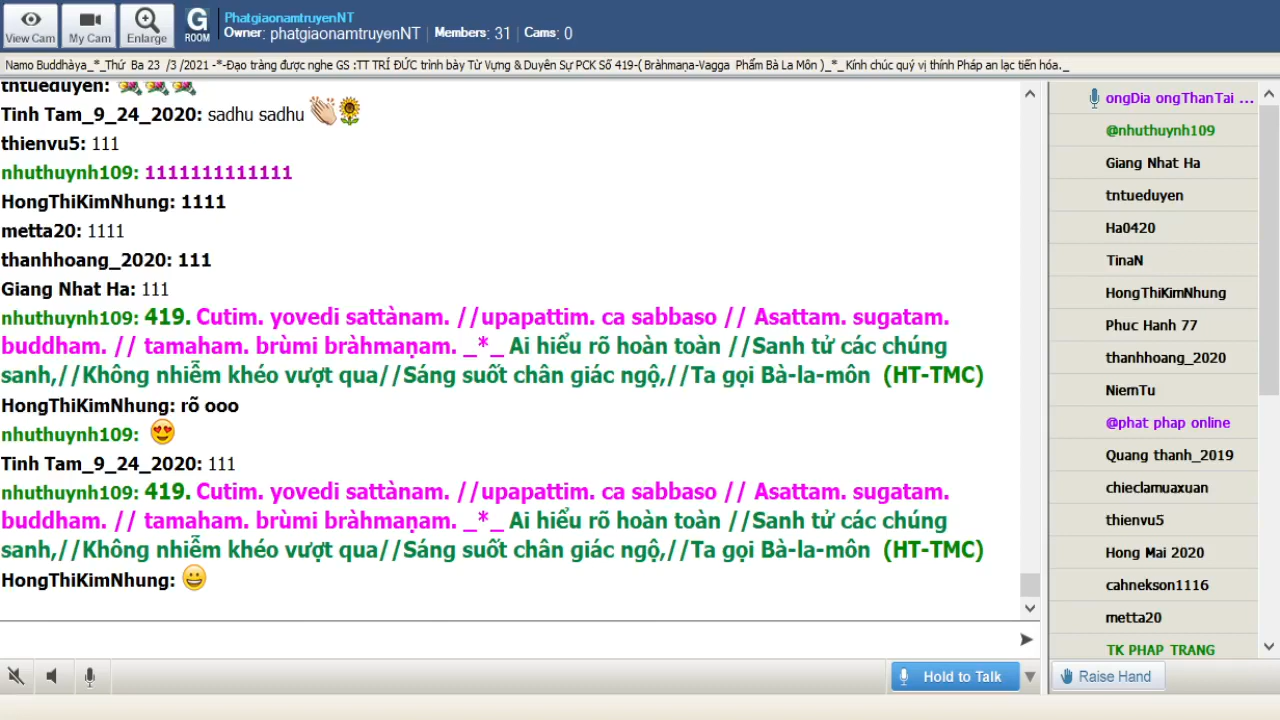 View Cam
My Cam
Enlarge
G
ROOM
PhatgiaonamtruyenNT
Owner: phatgiaonamtruyenNT | Members: 31 | Cams: 0
Namo Buddhàya_*_Thứ Ba 23 /3 /2021 -*-Đạo tràng được nghe GS :TT TRÍ ĐỨC trình bày Từ Vựng & Duyên Sự PCK Số 419-( Bràhmaṇa-Vagga Phẩm Bà La Môn )_*_ Kính chúc quý vị thính Pháp an lạc tiến hóa._
tntueduyen:
Tinh Tam_9_24_2020: sadhu sadhu
thienvu5: 111
nhuthuynh109: 1111111111111
HongThiKimNhung: 1111
metta20: 1111
thanhhoang_2020: 111
Giang Nhat Ha: 111
nhuthuynh109: 419. Cutim. yovedi sattànam. //upapattim. ca sabbaso // Asattam. sugatam.
buddham. // tamaham. brùmi bràhmaṇam. _*_ Ai hiểu rõ hoàn toàn //Sanh tử các chúng
sanh,//Không nhiễm khéo vượt qua//Sáng suốt chân giác ngộ,//Ta gọi Bà-la-môn (HT-TMC)
HongThiKimNhung: rõ ooo
nhuthuynh109:
Tinh Tam_9_24_2020: 111
nhuthuynh109: 419. Cutim. yovedi sattànam. //upapattim. ca sabbaso // Asattam. sugatam.
buddham. // tamaham. brùmi bràhmaṇam. _*_ Ai hiểu rõ hoàn toàn //Sanh tử các chúng
sanh,//Không nhiễm khéo vượt qua//Sáng suốt chân giác ngộ,//Ta gọi Bà-la-môn (HT-TMC)
HongThiKimNhung:
ongDia ongThanTai ...
@nhuthuynh109
Giang Nhat Ha
tntueduyen
Ha0420
TinaN
HongThiKimNhung
Phuc Hanh 77
thanhhoang_2020
NiemTu
@phat phap online
Quang thanh_2019
chieclamuaxuan
thienvu5
Hong Mai 2020
cahnekson1116
metta20
TK PHAP TRANG
Hold to Talk
Raise Hand